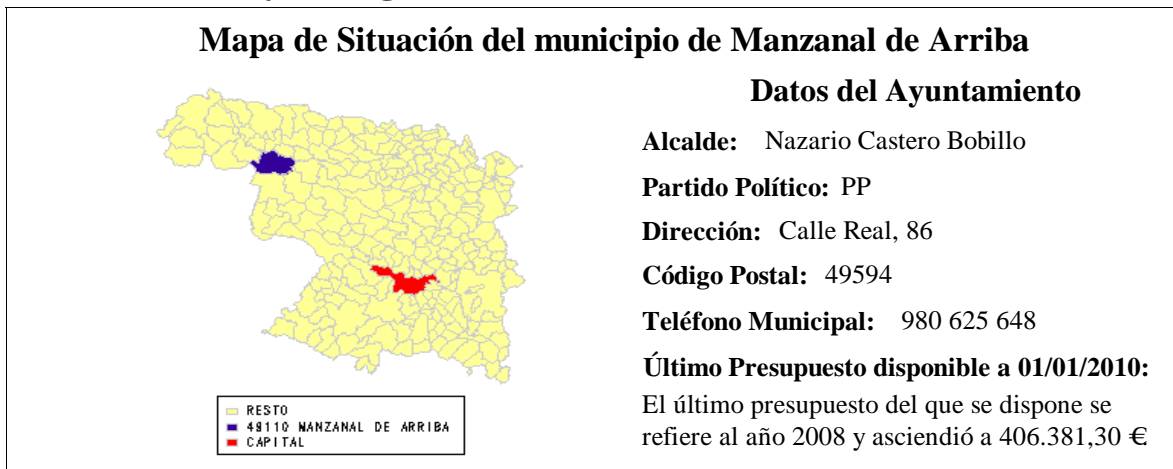 Mapa de Situación del municipio de Manzanal de Arriba
Datos del Ayuntamiento
Alcalde: Nazario Castero Bobillo
Partido Político: PP
Dirección: Calle Real, 86
Código Postal: 49594
Teléfono Municipal: 980 625 648
Último Presupuesto disponible a 01/01/2010:
El último presupuesto del que se dispone se
refiere al año 2008 y asciendió a 406.381,30 €
RESTO
49110 MANZANAL DE ARRIBA
CAPITAL